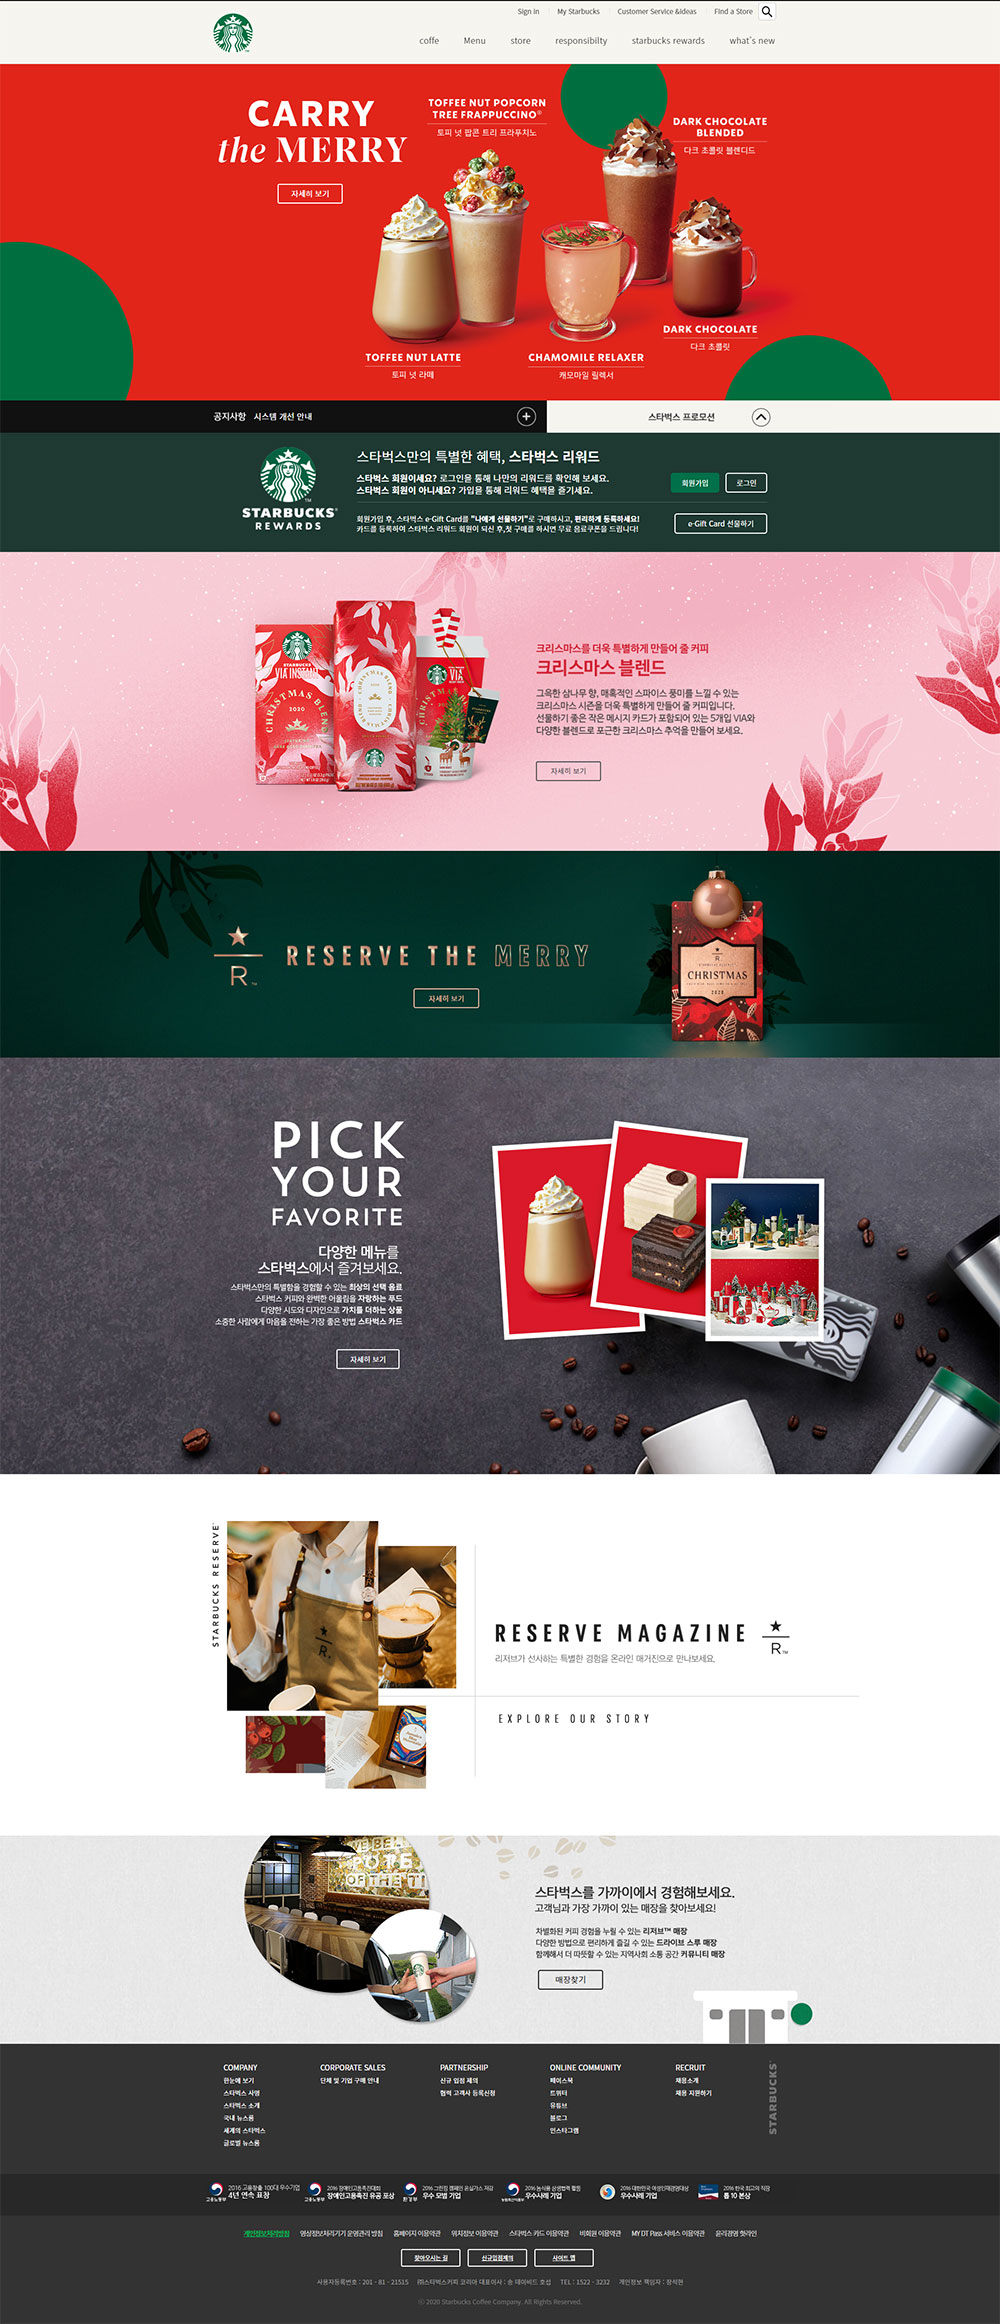 Sign In
My Starbucks
Customer Service &Ideas
Find a Store
coffe
Menu
store
responsibilty
starbucks rewards
what's new
CARRY
the MERRY
자세히 보기
TOFFEE NUT POPCORN
TREE FRAPPUCCINO®
토피 넛 팝콘 트리 프라푸치노
DARK CHOCOLATE
BLENDED
다크 초콜릿 블렌디드
DARK CHOCOLATE
다크 초콜릿
TOFFEE NUT LATTE
토피 넛 라떼
CHAMOMILE RELAXER
캐모마일 릴렉서
공지사항 시스템 개선 안내
스타벅스 프로모션
STARBUCKS®
REWARDS
스타벅스만의 특별한 혜택, 스타벅스 리워드
스타벅스 회원이세요? 로그인을 통해 나만의 리워드를 확인해 보세요.
스타벅스 회원이 아니세요? 가입을 통해 리워드 혜택을 즐기세요.
회원가입
로그인
회원가입 후, 스타벅스 e-Gift Card를 "나에게 선물하기"로 구매하시고, 편리하게 등록하세요!
카드를 등록하여 스타벅스 리워드 회원이 되신 후,첫 구매를 하시면 무료 음료쿠폰을 드립니다!
e-Gift Card 선물하기
STARBUCKS
VIA INSTANT
CHRISTMAS BLEND
2020
CHRISTMAS BLEND
VIA
CHRISTMAS
크리스마스를 더욱 특별하게 만들어 줄 커피
크리스마스 블렌드
그윽한 삼나무 향, 매혹적인 스파이스 풍미를 느낄 수 있는
크리스마스 시즌을 더욱 특별하게 만들어 줄 커피입니다.
선물하기 좋은 작은 메시지 카드가 포함되어 있는 5개입 VIA와
다양한 블렌드로 포근한 크리스마스 추억을 만들어 보세요.
자세히 보기
R™
RESERVE THE MERRY
자세히 보기
R
CHRISTMAS
2020
PICK
YOUR
FAVORITE
다양한 메뉴를
스타벅스에서 즐겨보세요.
스타벅스만의 특별함을 경험할 수 있는 최상의 선택 음료
스타벅스 커피와 완벽한 어울림을 자랑하는 푸드
다양한 시도와 디자인으로 가치를 더하는 상품
소중한 사람에게 마음을 전하는 가장 좋은 방법 스타벅스 카드
자세히 보기
STARBUCKS RESERVE
R.
RESERVE MAGAZINE
R™
리저브가 선사하는 특별한 경험을 온라인 매거진으로 만나보세요.
EXPLORE OUR STORY
스타벅스를 가까이에서 경험해보세요.
고객님과 가장 가까이 있는 매장을 찾아보세요!
차별화된 커피 경험을 누릴 수 있는 리저브™ 매장
다양한 방법으로 편리하게 즐길 수 있는 드라이브 스루 매장
함께해서 더 따뜻할 수 있는 지역사회 소통 공간 커뮤니티 매장
매장찾기
COMPANY
한눈에 보기
스타벅스 사명
스타벅스 소개
국내 뉴스룸
세계의 스타벅스
글로벌 뉴스룸
CORPORATE SALES
단체 및 기업 구매 안내
PARTNERSHIP
신규 입점 제의
협력 고객사 등록신청
ONLINE COMMUNITY
페이스북
트위터
유튜브
블로그
인스타그램
RECRUIT
채용소개
채용 지원하기
STARBUCKS
고용노동부
2016 고용창출 100대 우수기업
4년 연속 표창
고용노동부
2016 장애인고용촉진대회
장애인고용촉진 유공 포상
환경부
2016 그린컵 캠페인 온실가스 저감
우수 모범 기업
2016 농식품 상생협력 활동
우수사례 기업
2016 대한민국 여성인재경영대상
우수사례 기업
2016 한국 최고의 직장
톱 10 본상
개인정보처리방침
영상정보처리기기 운영관리 방침
홈페이지 이용약관
위치정보 이용약관
스타벅스 카드 이용약관
비회원 이용약관
MY DT Pass 서비스 이용약관
윤리경영 핫라인
찾아오시는 길
신규입점제의
사이트 맵
사용자등록번호 : 201 - 81 - 21515 ㈜스타벅스커피 코리아 대표이사 : 송 데이비드 호섭 TEL : 1522 - 3232 개인정보 책임자 : 장석현
ⓒ 2020 Starbucks Coffee Company. All Rights Reserved.